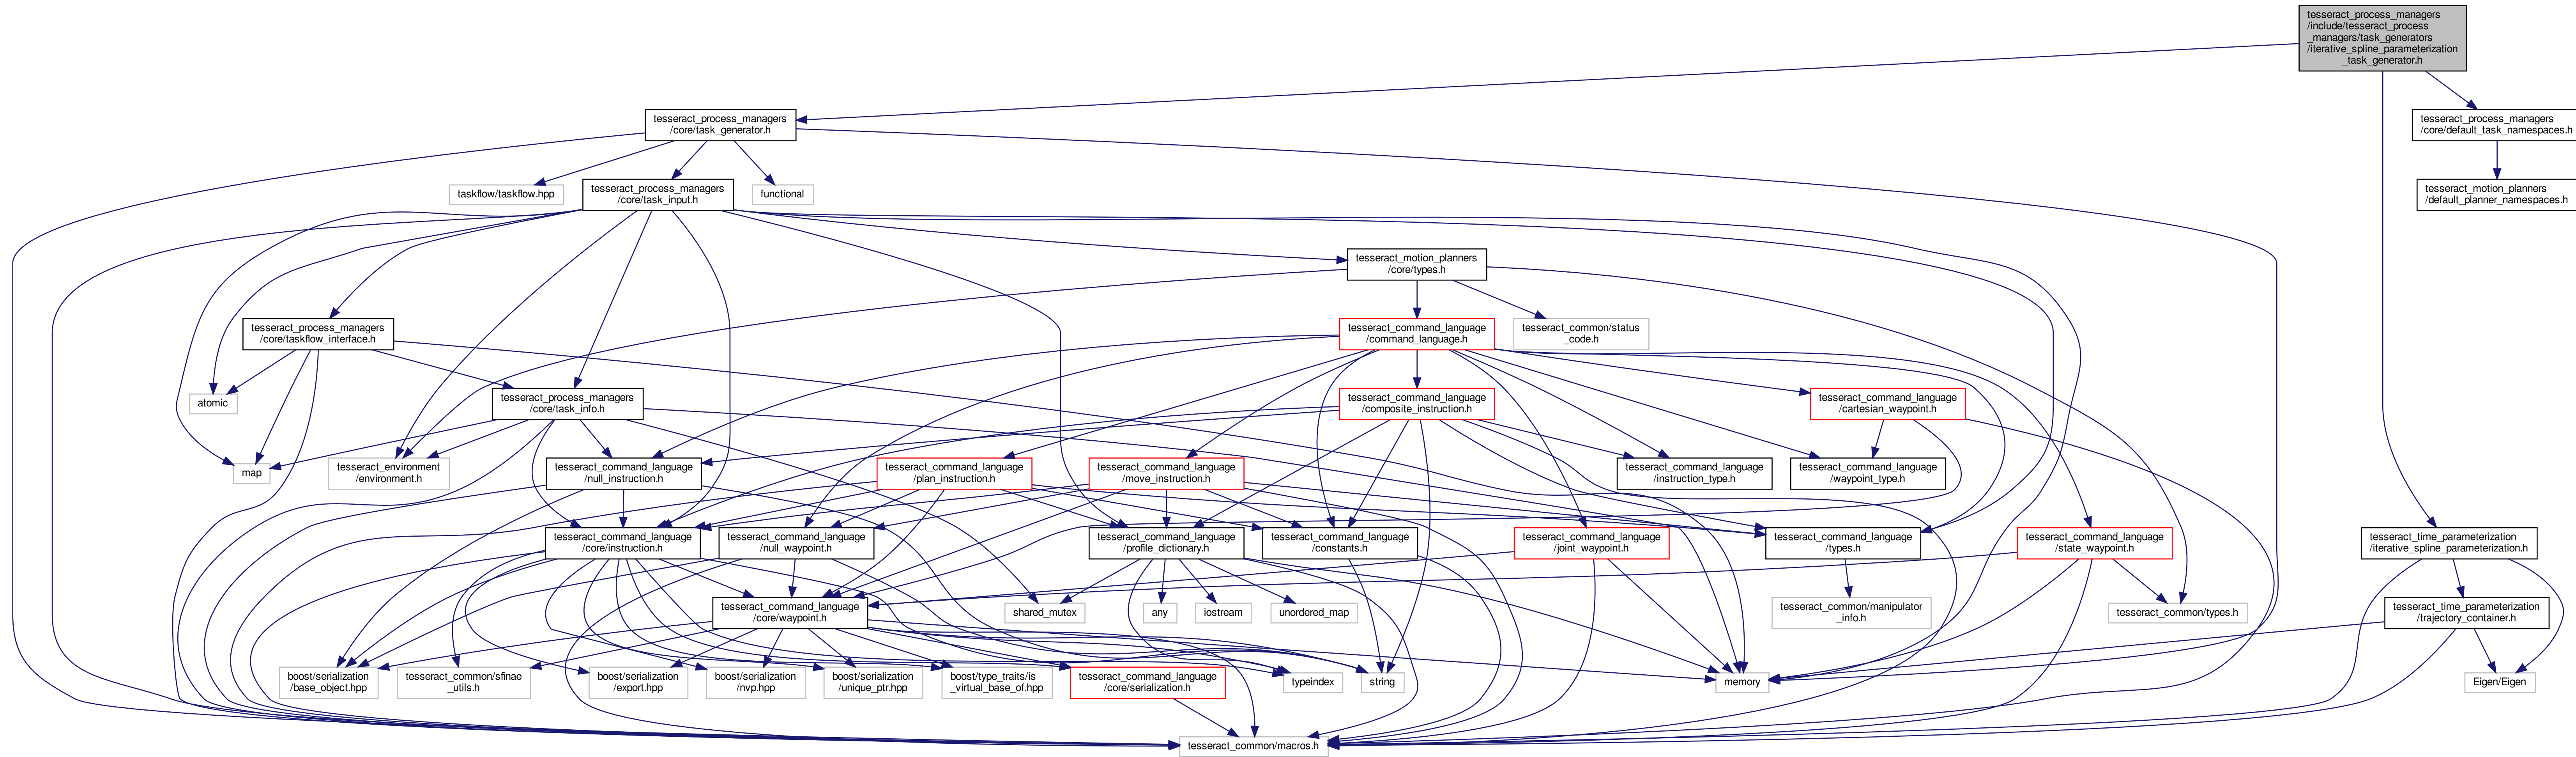 tesseract_process_managers
/include/tesseract_process
_managers/task_generators
/iterative_spline_parameterization
_task_generator.h
tesseract_process_managers
/core/task_generator.h
tesseract_process_managers
/core/default_task_namespaces.h
taskflow/taskflow.hpp
tesseract_process_managers
/core/task_input.h
functional
tesseract_motion_planners
/default_planner_namespaces.h
tesseract_motion_planners
/core/types.h
tesseract_process_managers
/core/taskflow_interface.h
tesseract_command_language
/command_language.h
tesseract_common/status
_code.h
atomic
tesseract_process_managers
/core/task_info.h
tesseract_command_language
/composite_instruction.h
tesseract_command_language
/cartesian_waypoint.h
map
tesseract_environment
/environment.h
tesseract_command_language
/null_instruction.h
tesseract_command_language
/plan_instruction.h
tesseract_command_language
/move_instruction.h
tesseract_command_language
/instruction_type.h
tesseract_command_language
/waypoint_type.h
tesseract_command_language
/core/instruction.h
tesseract_command_language
/null_waypoint.h
tesseract_command_language
/profile_dictionary.h
tesseract_command_language
/constants.h
tesseract_command_language
/joint_waypoint.h
tesseract_command_language
/types.h
tesseract_command_language
/state_waypoint.h
tesseract_time_parameterization
/iterative_spline_parameterization.h
tesseract_command_language
/core/waypoint.h
shared_mutex
any
iostream
unordered_map
tesseract_common/manipulator
_info.h
tesseract_common/types.h
tesseract_time_parameterization
/trajectory_container.h
boost/serialization
/base_object.hpp
tesseract_common/sfinae
_utils.h
boost/serialization
/export.hpp
boost/serialization
/nvp.hpp
boost/serialization
/unique_ptr.hpp
boost/type_traits/is
_virtual_base_of.hpp
tesseract_command_language
/core/serialization.h
typeindex
string
memory
Eigen/Eigen
tesseract_common/macros.h